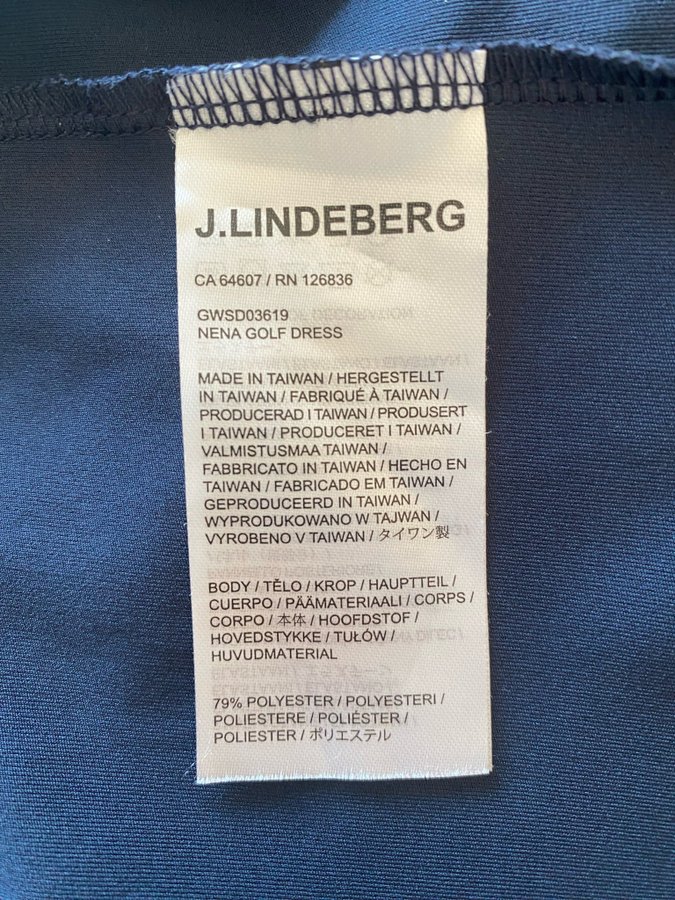 J.LINDEBERG
CA 64607 / RN 126836
GWSD03619
NENA GOLF DRESS
MADE IN TAIWAN / HERGESTELLT
IN TAIWAN / FABRIQUÉ À TAIWAN /
PRODUCERAD I TAIWAN / PRODUSERT
I TAIWAN / PRODUCERET I TAIWAN /
VALMISTUSMAA TAIWAN /
FABBRICATO IN TAIWAN / HECHO EN
TAIWAN / FABRICADO EM TAIWAN /
GEPRODUCEERD IN TAIWAN /
WYPRODUKOWANO W TAJWAN /
VYROBENO V TAIWAN / タイワン製
BODY / TĚLO / KROP / HAUPTTEIL /
CUERPO / PÄÄMATERIAALI / CORPS /
CORPO / 本体 / HOOFDSTOF /
HOVEDSTYKKE / TUŁÓW /
HUVUDMATERIAL
79% POLYESTER / POLYESTERI /
POLIESTERE / POLIÉSTER /
POLIESTER / ポリエステル